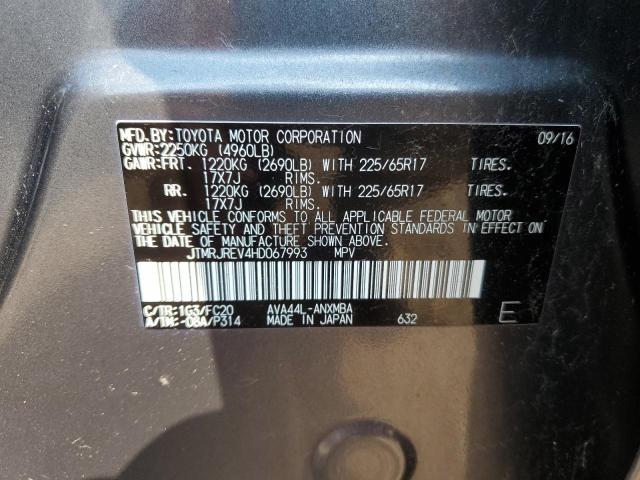 MFD.BY:TOYOTA MOTOR CORPORATION 09/16
GVWR:2250KG (4960LB)
GAWR:FRT. 1220KG (2690LB) WITH 225/65R17 TIRES.
17X7J RIMS.
RR. 1220KG (2690LB) WITH 225/65R17 TIRES.
17X7J RIMS.
THIS VEHICLE CONFORMS TO ALL APPLICABLE FEDERAL MOTOR
VEHICLE SAFETY AND THEFT PREVENTION STANDARDS IN EFFECT
ON THE DATE OF MANUFACTURE SHOWN ABOVE.
JTMRJREV4HD067993 MPV
C/TR:1G3/FC20 AVA44L-ANXMBA
A/TM:-08A/P314 MADE IN JAPAN 632
E